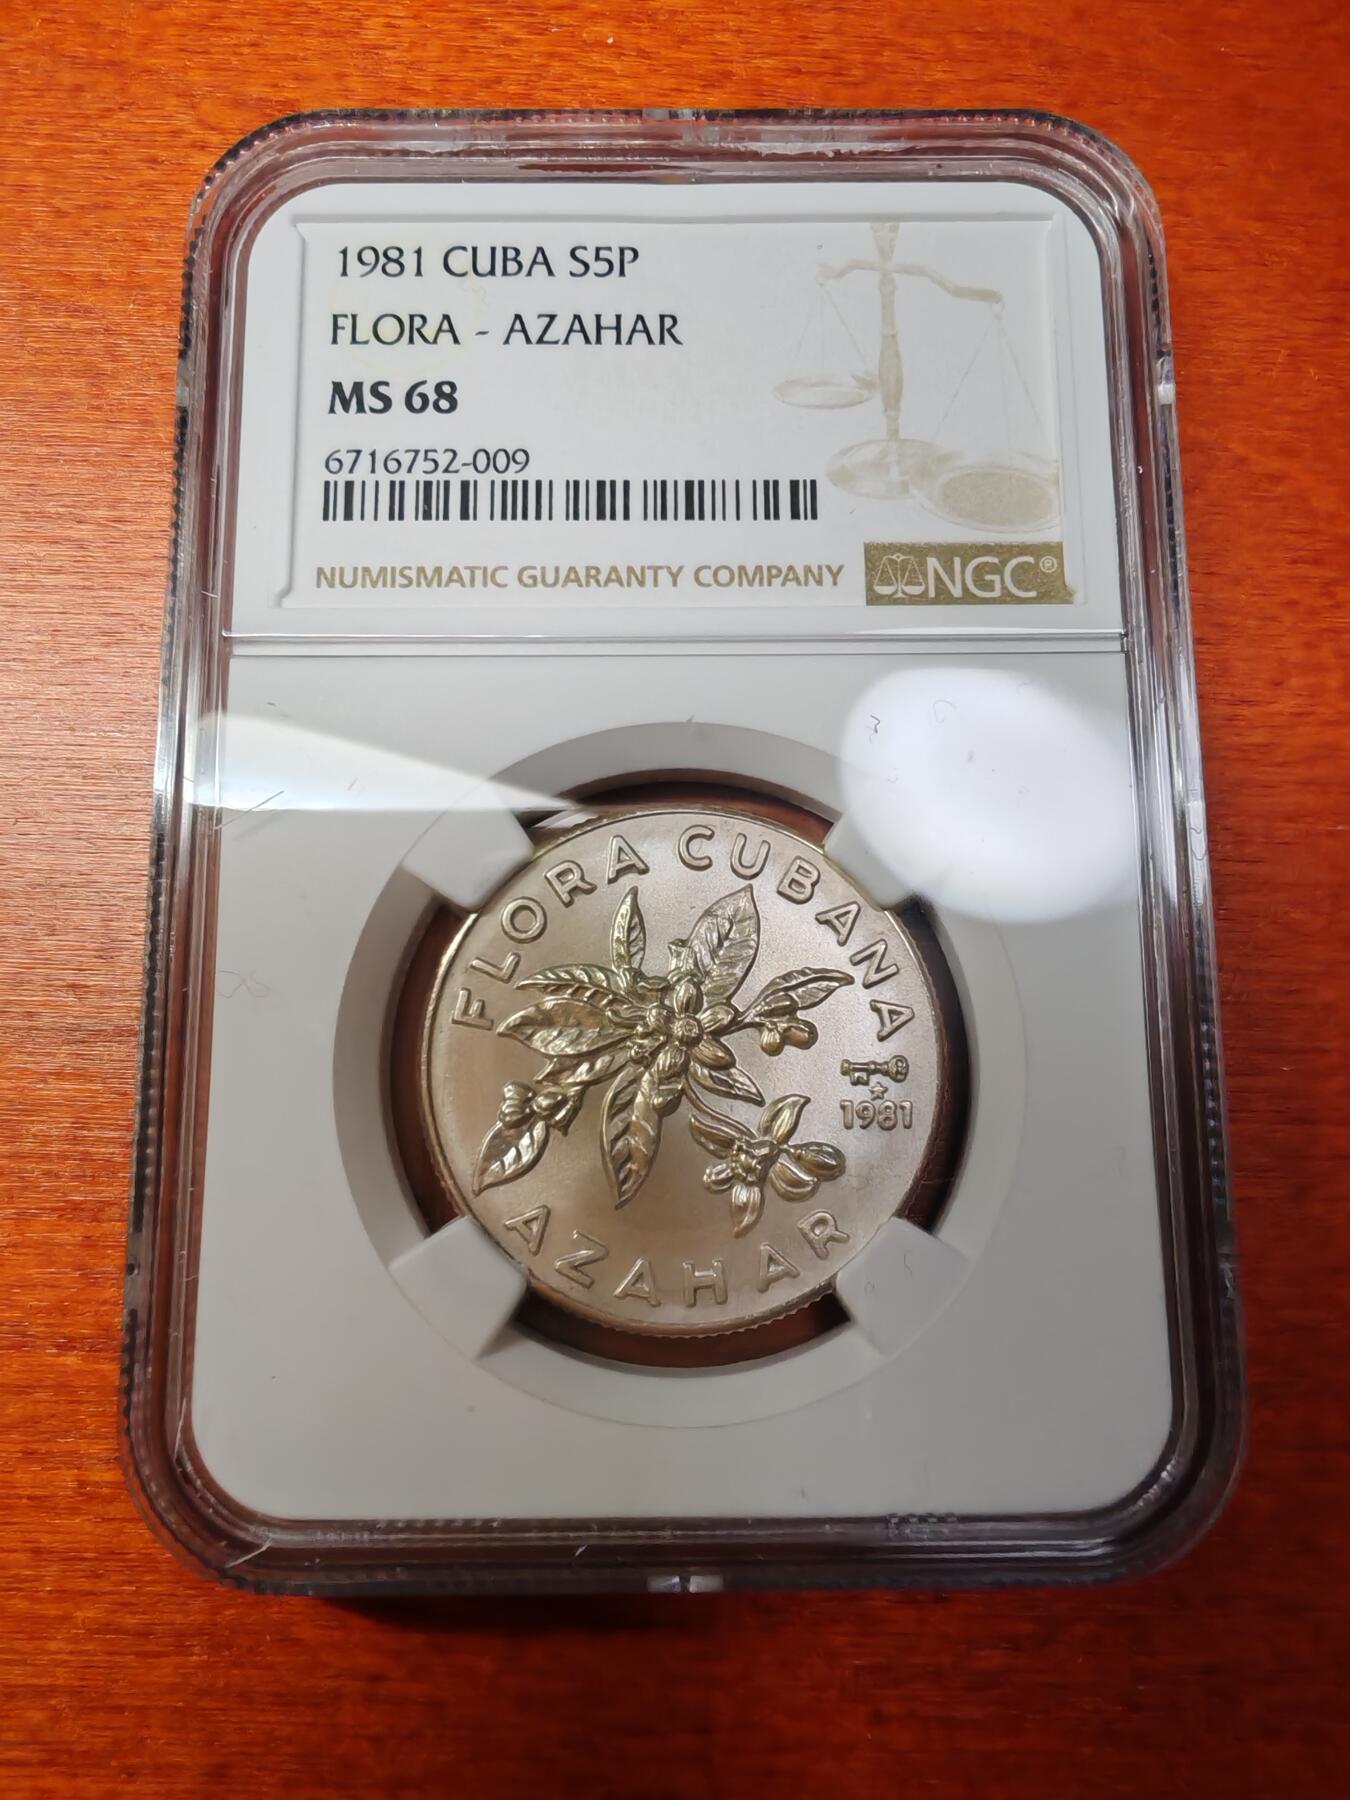 1981 CUBA S5P
FLORA - AZAHAR
MS 68
6716752-009
NUMISMATIC GUARANTY COMPANY
NGC®
FLORA CUBANA
1981
AZAHAR